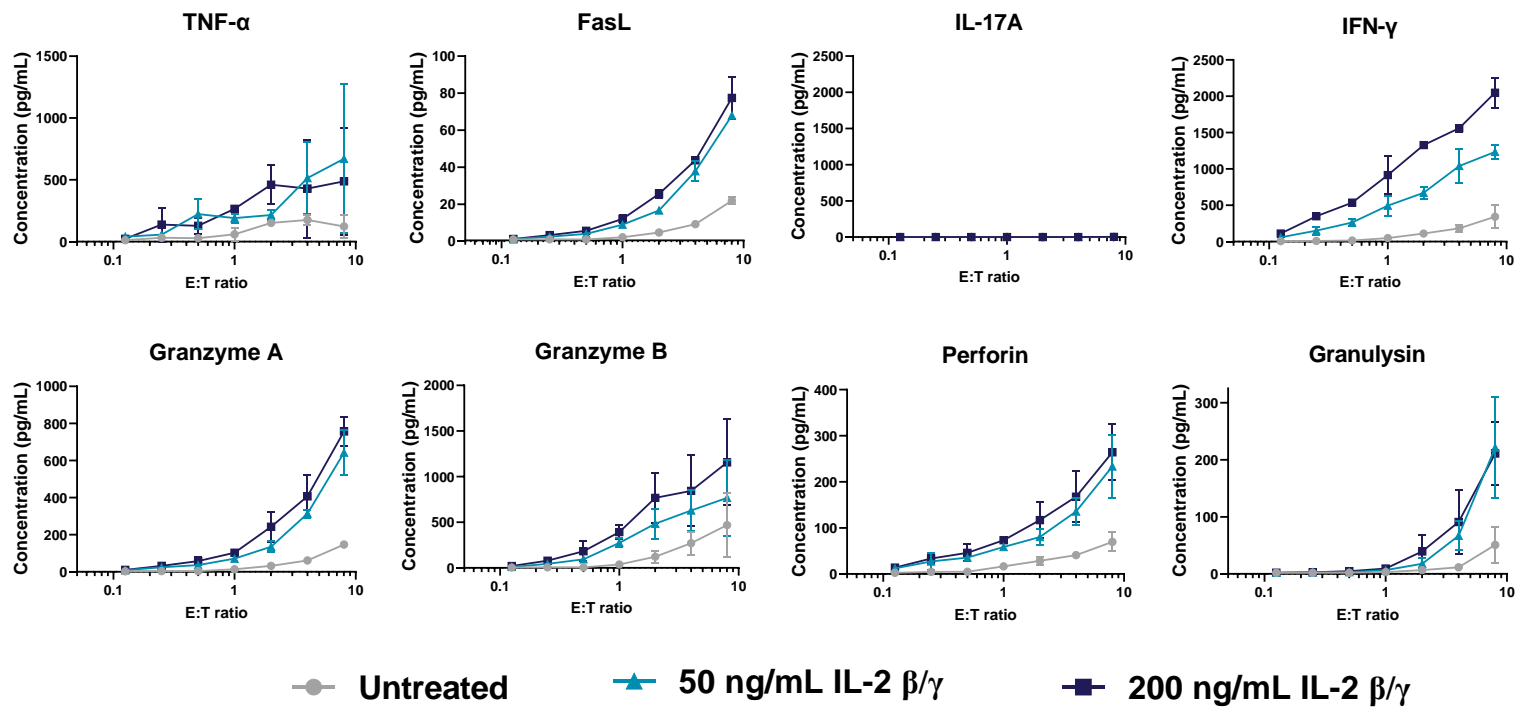 TNF-α
FasL
IL-17A
IFN-γ
Concentration (pg/mL)
1500
1000
500
0
0.1
1
10
E:T ratio
Concentration (pg/mL)
100
80
60
40
20
0
0.1
1
10
E:T ratio
Concentration (pg/mL)
2500
2000
1500
1000
500
0
0.1
1
10
E:T ratio
Concentration (pg/mL)
2500
2000
1500
1000
500
0
0.1
1
10
E:T ratio
Granzyme A
Granzyme B
Perforin
Granulysin
Concentration (pg/mL)
1000
800
600
400
200
0
0.1
1
10
E:T ratio
Concentration (pg/mL)
2000
1500
1000
500
0
0.1
1
10
E:T ratio
Concentration (pg/mL)
400
300
200
100
0
0.1
1
10
E:T ratio
Concentration (pg/mL)
300
200
100
0
0.1
1
10
E:T ratio
Untreated
50 ng/mL IL-2 β/γ
200 ng/mL IL-2 β/γ